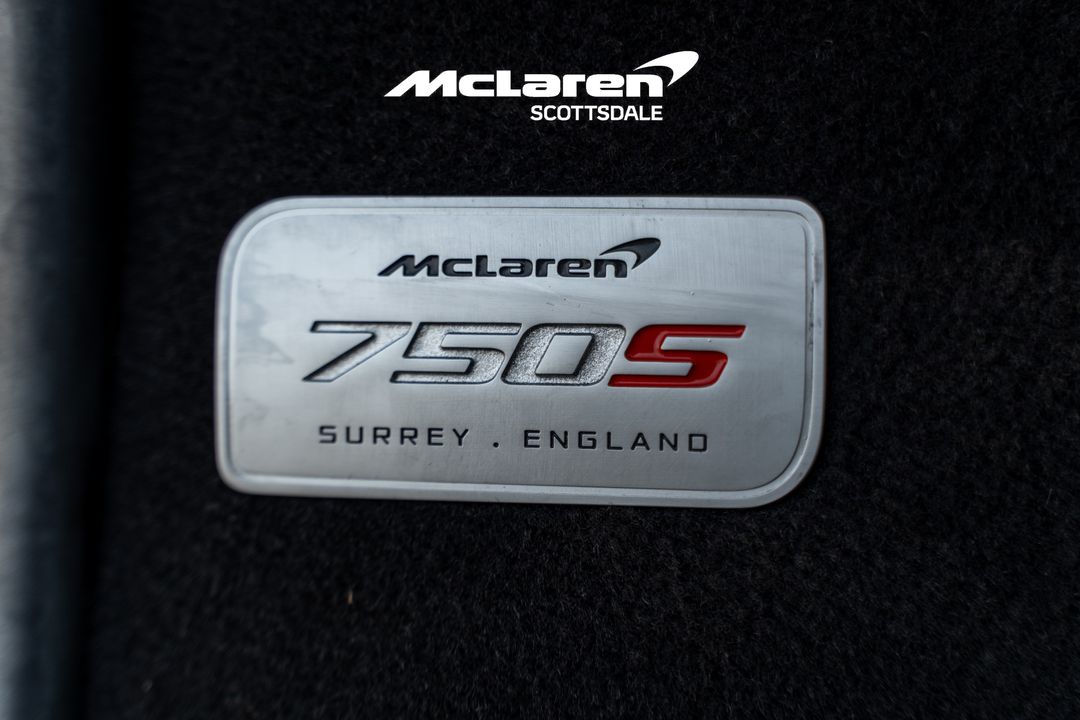 McLaren
SCOTTSDALE
McLaren
750S
SURREY . ENGLAND